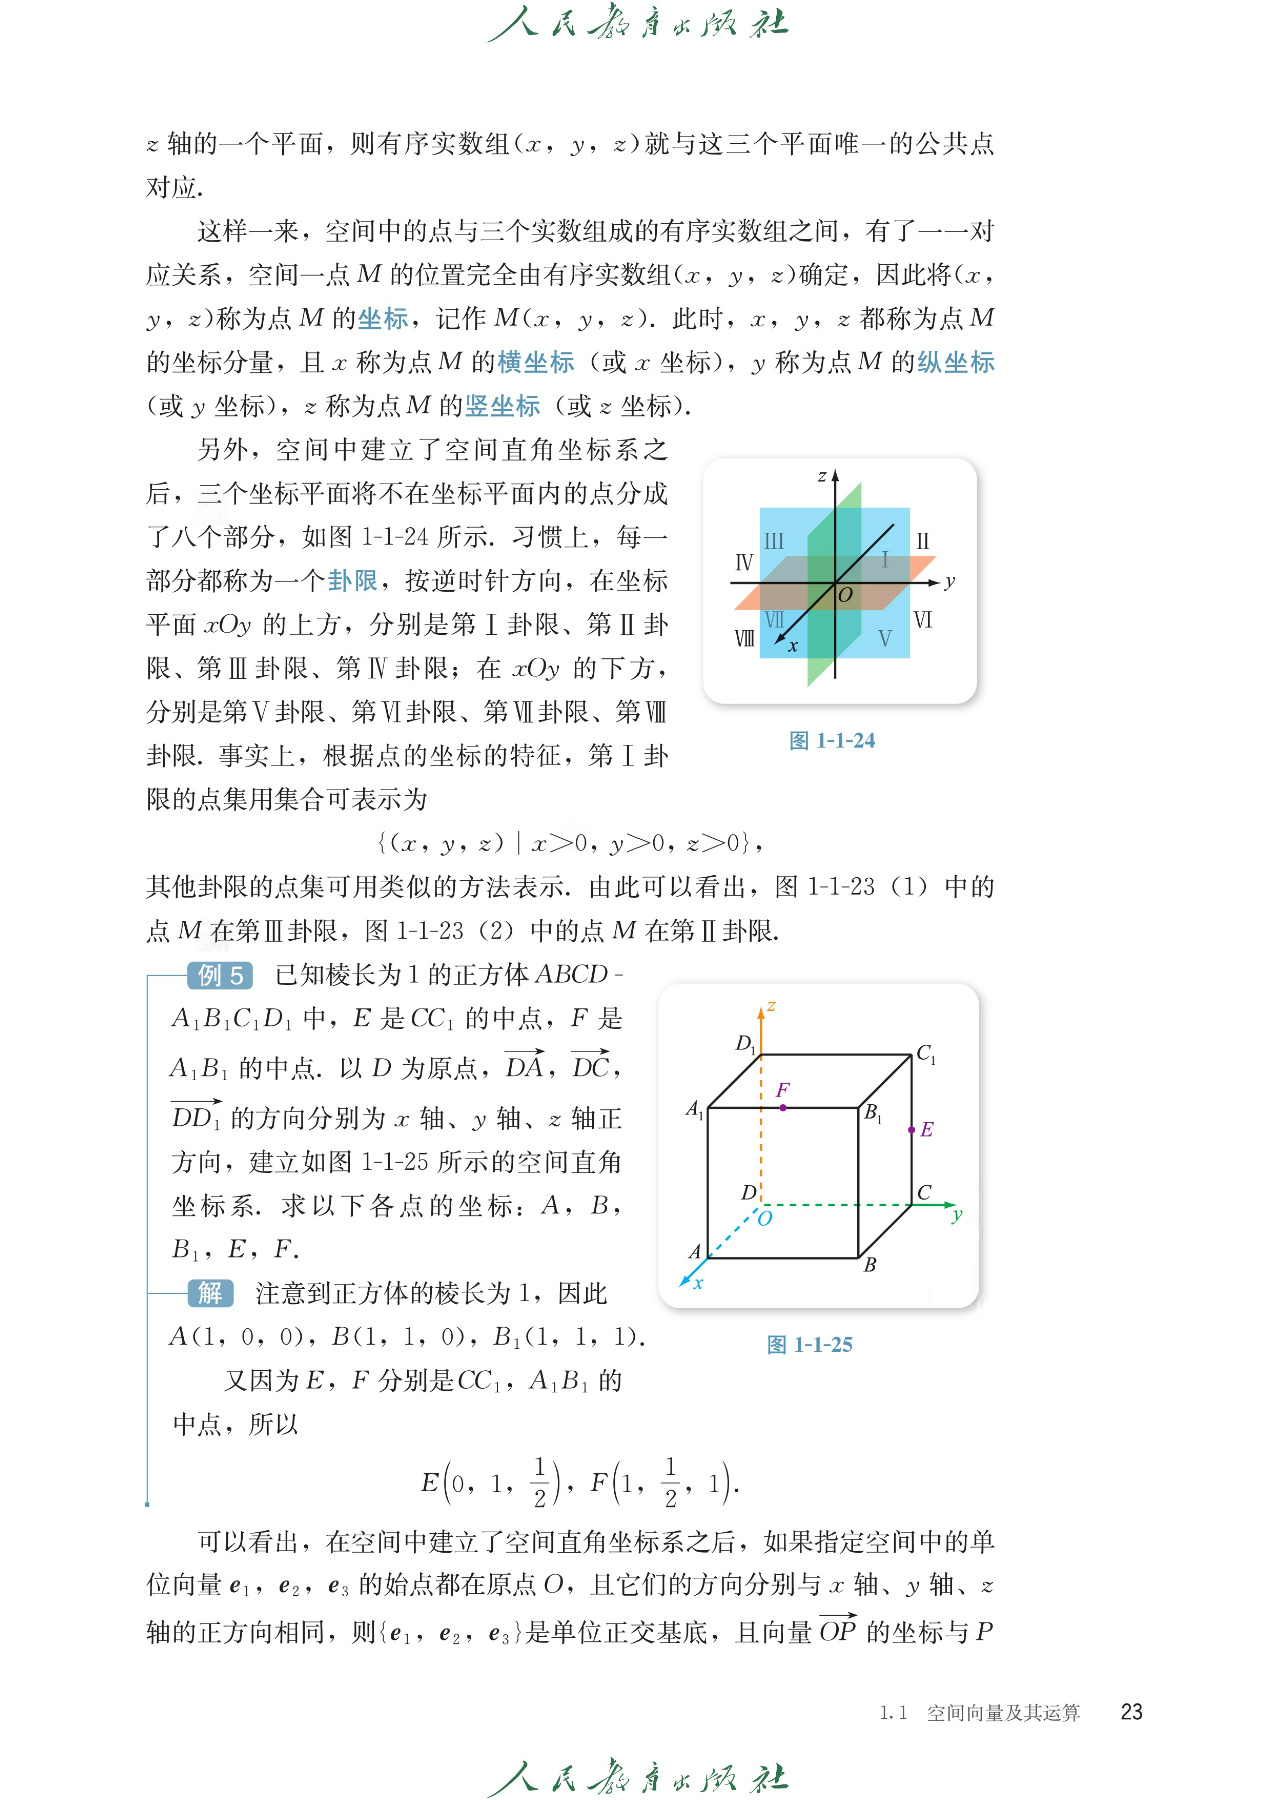 人民教育出版社
z 轴的一个平面，则有序实数组(x，y，z)就与这三个平面唯一的公共点
对应．
这样一来，空间中的点与三个实数组成的有序实数组之间，有了一一对
应关系，空间一点 M 的位置完全由有序实数组(x，y，z)确定，因此将(x，
y，z)称为点 M 的坐标，记作 M(x，y，z)．此时，x，y，z 都称为点 M
的坐标分量，且 x 称为点 M 的横坐标（或 x 坐标），y 称为点 M 的纵坐标
（或 y 坐标），z 称为点 M 的竖坐标（或 z 坐标）．
另外，空间中建立了空间直角坐标系之
后，三个坐标平面将不在坐标平面内的点分成
了八个部分，如图 1-1-24 所示．习惯上，每一
部分都称为一个卦限，按逆时针方向，在坐标
平面 xOy 的上方，分别是第Ⅰ卦限、第Ⅱ卦
限、第Ⅲ卦限、第Ⅳ卦限；在 xOy 的下方，
分别是第Ⅴ卦限、第Ⅵ卦限、第Ⅶ卦限、第Ⅷ
卦限．事实上，根据点的坐标的特征，第Ⅰ卦
限的点集用集合可表示为
z
Ⅲ
Ⅱ
Ⅳ
Ⅰ
y
O
Ⅶ
Ⅵ
Ⅷ
x
Ⅴ
图 1-1-24
{(x，y，z)｜x＞0，y＞0，z＞0}，
其他卦限的点集可用类似的方法表示．由此可以看出，图 1-1-23（1）中的
点 M 在第Ⅲ卦限，图 1-1-23（2）中的点 M 在第Ⅱ卦限．
例 5 已知棱长为 1 的正方体 ABCD-
A₁B₁C₁D₁ 中，E 是 CC₁ 的中点，F 是
A₁B₁ 的中点．以 D 为原点，$\overrightarrow{DA}$，$\overrightarrow{DC}$，
$\overrightarrow{DD_1}$ 的方向分别为 x 轴、y 轴、z 轴正
方向，建立如图 1-1-25 所示的空间直角
坐标系．求以下各点的坐标：A，B，
B₁，E，F．
解 注意到正方体的棱长为 1，因此
A(1，0，0)，B(1，1，0)，B₁(1，1，1)．
又因为 E，F 分别是 CC₁，A₁B₁ 的
中点，所以
z
D₁
C₁
F
A₁
B₁
E
D
C
O
y
A
B
x
图 1-1-25
$E\left(0，1，\frac{1}{2}\right)，F\left(1，\frac{1}{2}，1\right)$．
可以看出，在空间中建立了空间直角坐标系之后，如果指定空间中的单
位向量 e₁，e₂，e₃ 的始点都在原点 O，且它们的方向分别与 x 轴、y 轴、z
轴的正方向相同，则{e₁，e₂，e₃}是单位正交基底，且向量 $\overrightarrow{OP}$ 的坐标与 P
1.1 空间向量及其运算 23
人民教育出版社